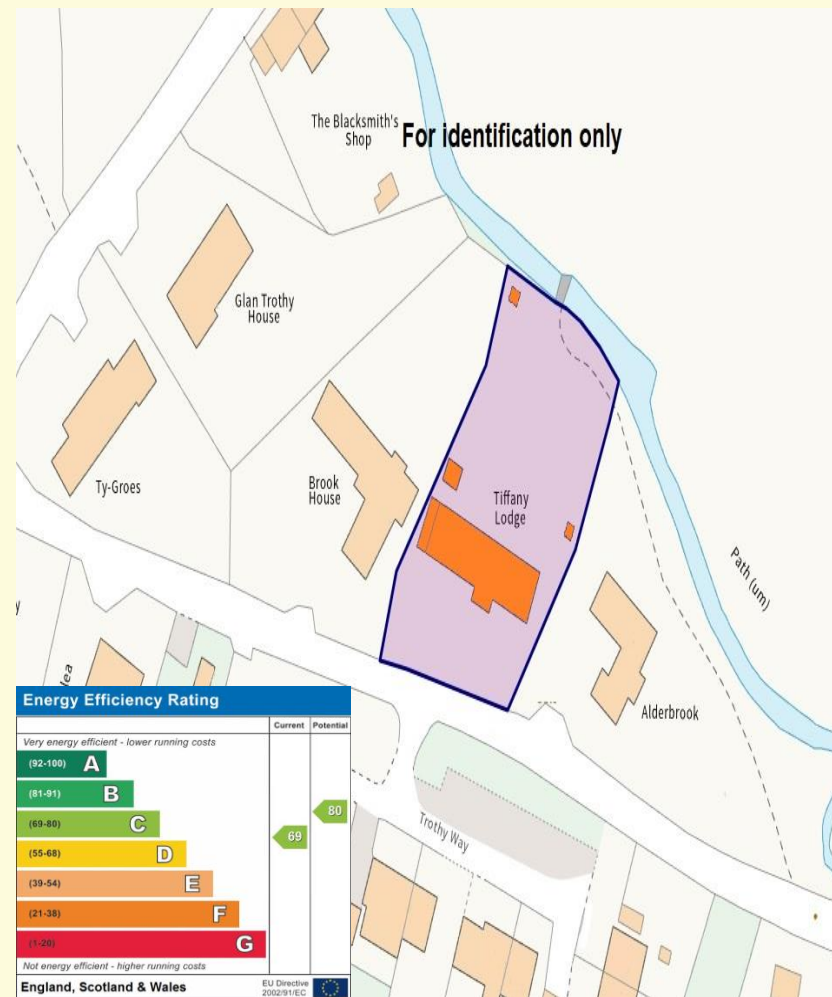 The Blacksmith's
Shop
For identification only
Glan Trothy
House
Ty-Groes
Brook
House
Tiffany
Lodge
Path (um)
Alderbrook
Trothy Way
Energy Efficiency Rating
Current Potential
Very energy efficient - lower running costs
(92-100) A
(81-91) B
(69-80) C
(55-68) D
(39-54) E
(21-38) F
(1-20) G
69
80
Not energy efficient - higher running costs
England, Scotland & Wales
EU Directive
2002/91/EC